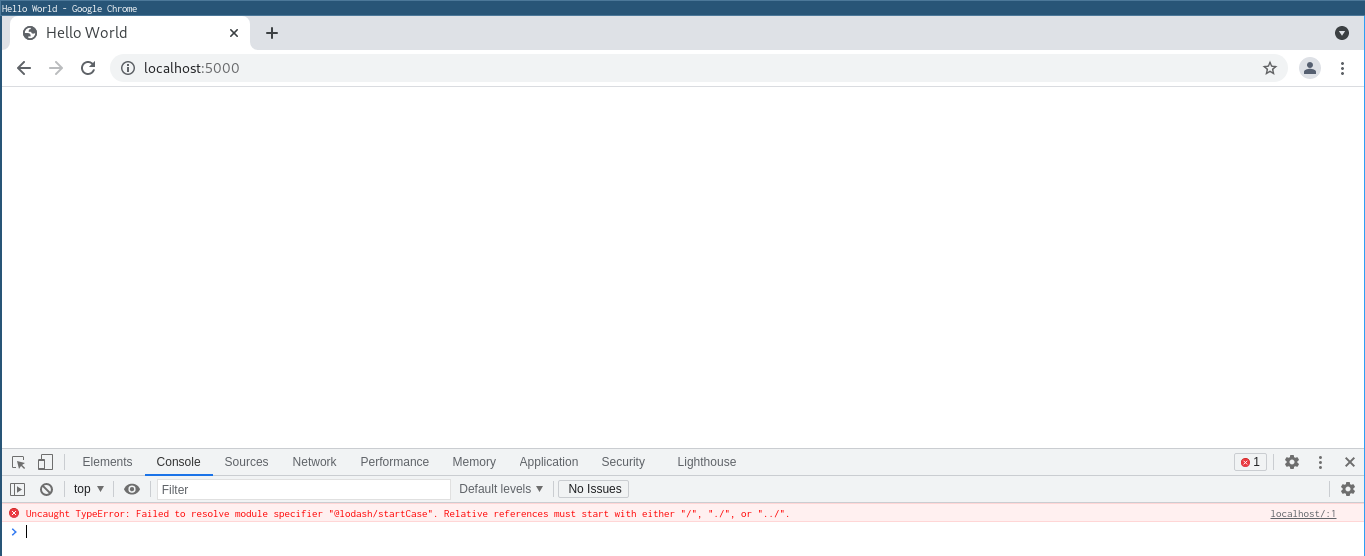 Hello World - Google Chrome
Hello World
localhost:5000
Elements Console Sources Network Performance Memory Application Security Lighthouse 1
top Filter Default levels No Issues
Uncaught TypeError: Failed to resolve module specifier "@lodash/startCase". Relative references must start with either "/", "./", or "../". localhost/:1